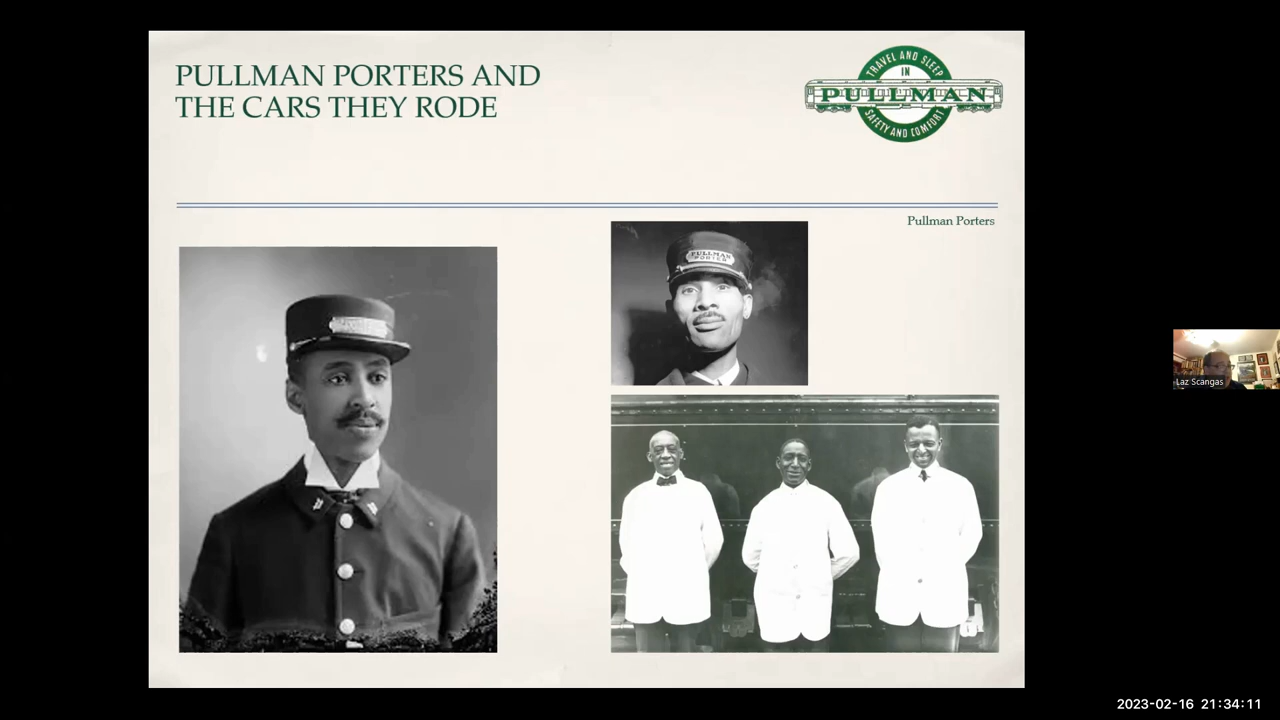 PULLMAN PORTERS AND
THE CARS THEY RODE
TRAVEL AND SLEEP
IN
PULLMAN
SAFETY AND COMFORT
Pullman Porters
PULLMAN
PORTER
Laz Scangas
2023-02-16 21:34:11